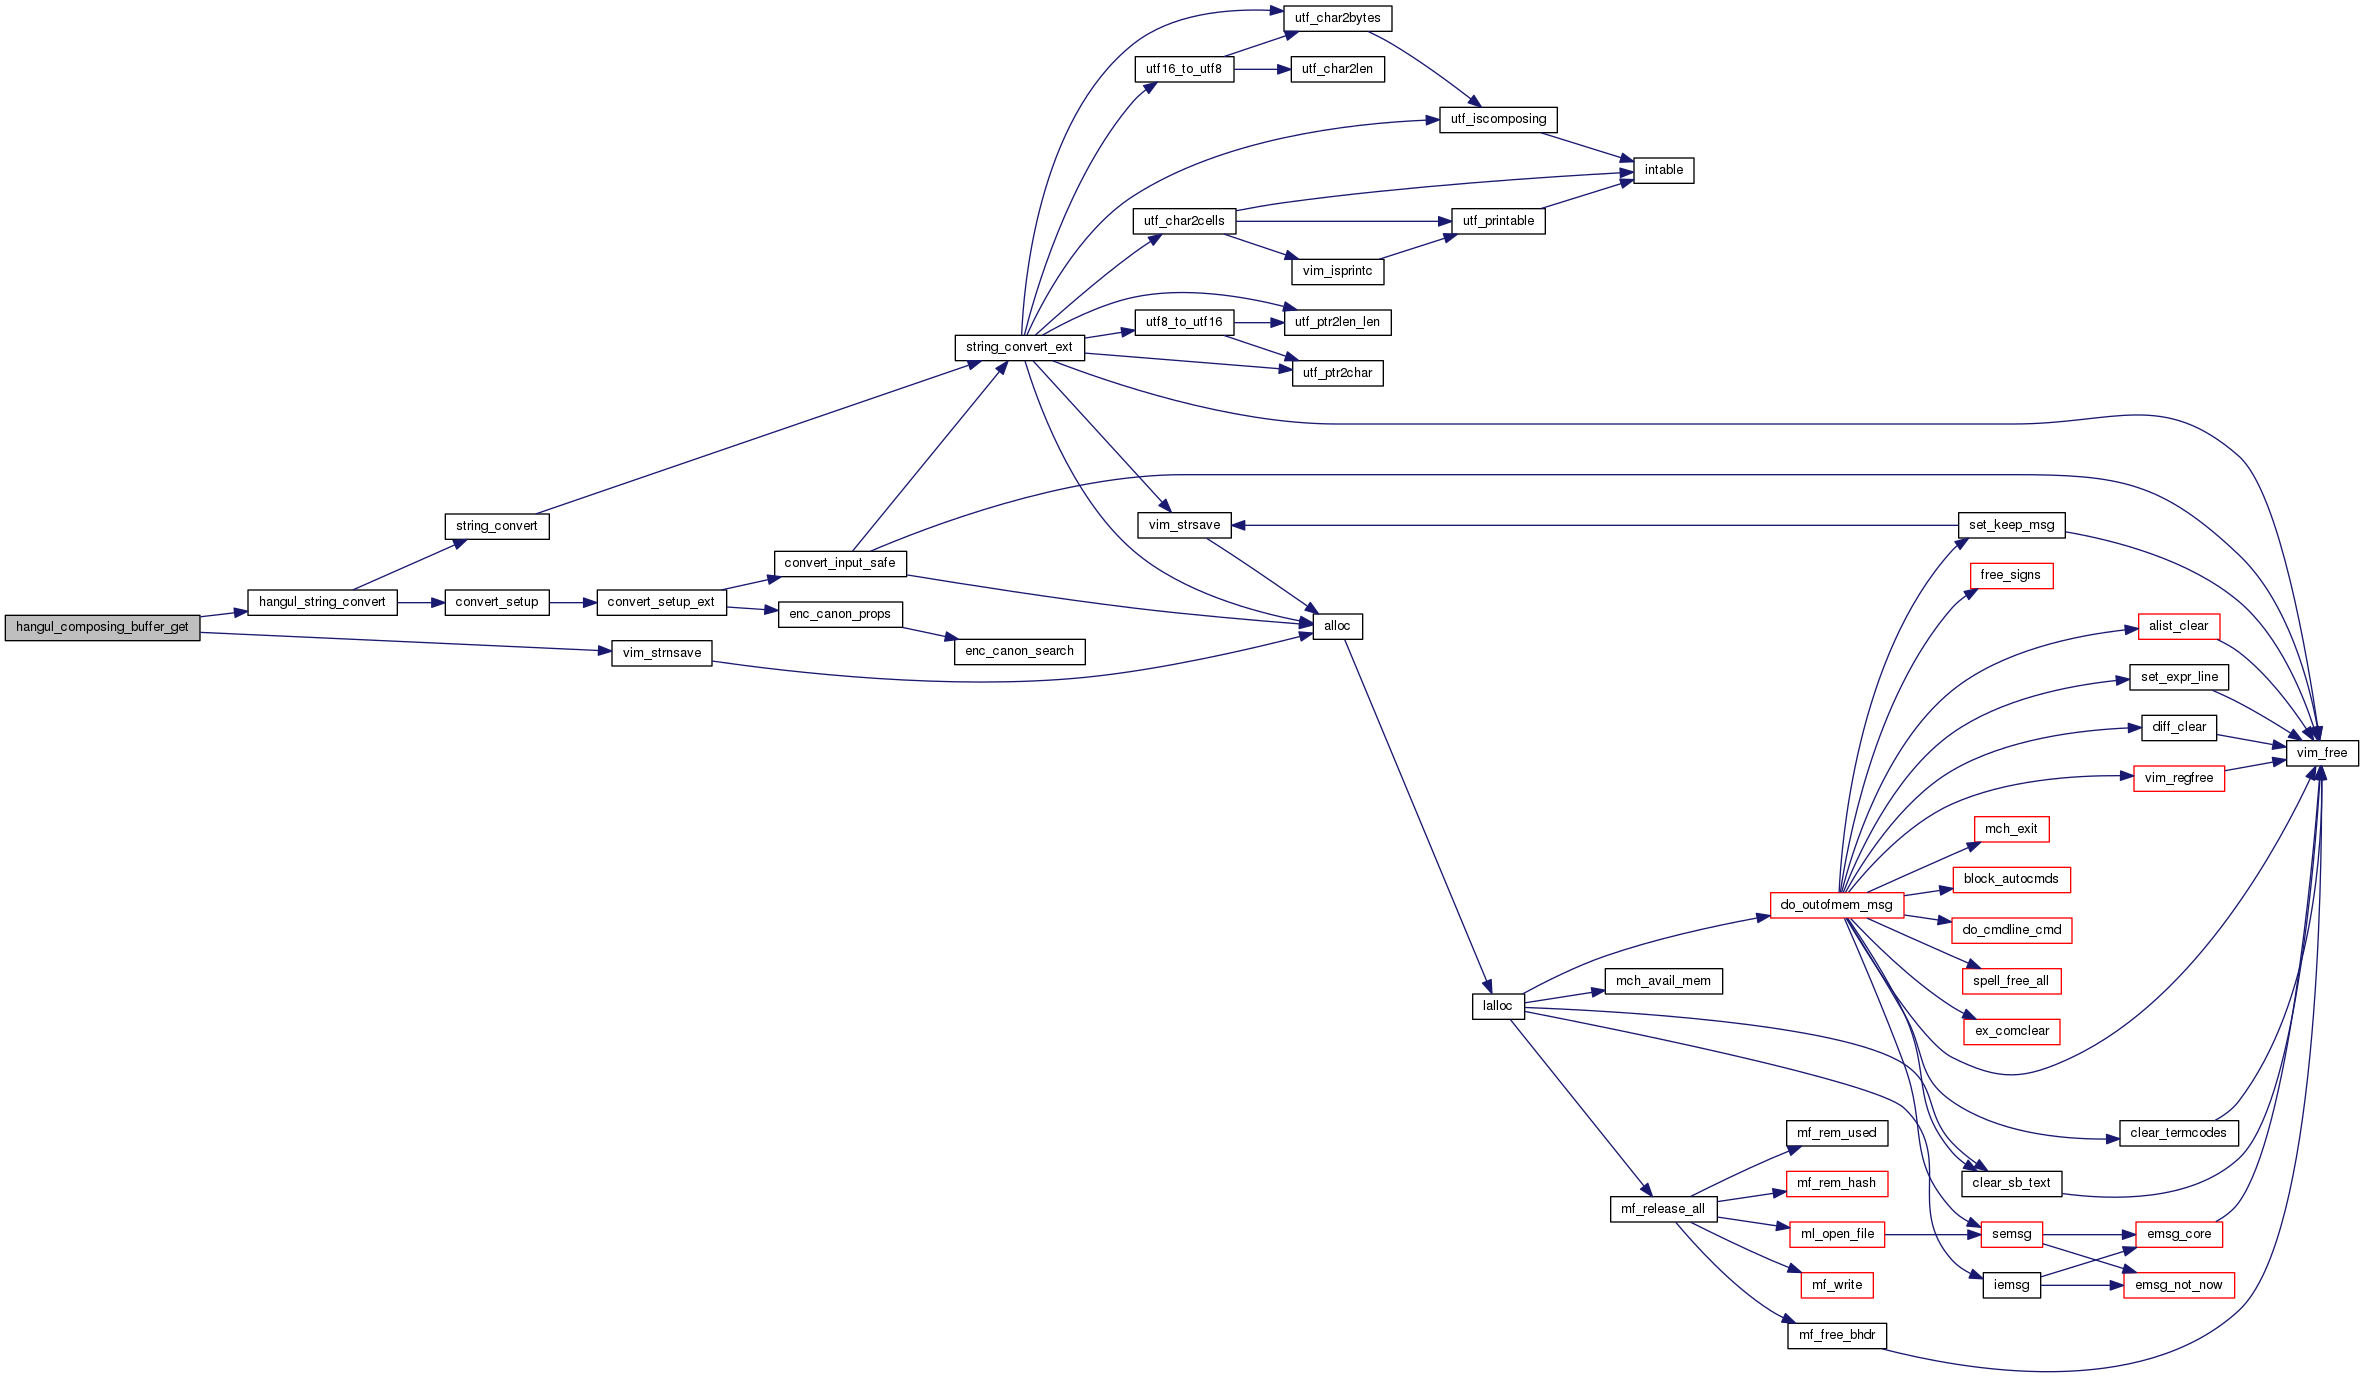 utf_char2bytes
utf16_to_utf8
utf_char2len
utf_iscomposing
intable
utf_char2cells
utf_printable
vim_isprintc
utf8_to_utf16
utf_ptr2len_len
string_convert_ext
utf_ptr2char
string_convert
vim_strsave
set_keep_msg
convert_input_safe
free_signs
hangul_string_convert
convert_setup
convert_setup_ext
enc_canon_props
hangul_composing_buffer_get
alloc
alist_clear
vim_strnsave
enc_canon_search
set_expr_line
diff_clear
vim_free
vim_regfree
mch_exit
block_autocmds
do_outofmem_msg
do_cmdline_cmd
mch_avail_mem
spell_free_all
lalloc
ex_comclear
mf_rem_used
clear_termcodes
mf_rem_hash
clear_sb_text
mf_release_all
ml_open_file
semsg
emsg_core
mf_write
iemsg
emsg_not_now
mf_free_bhdr